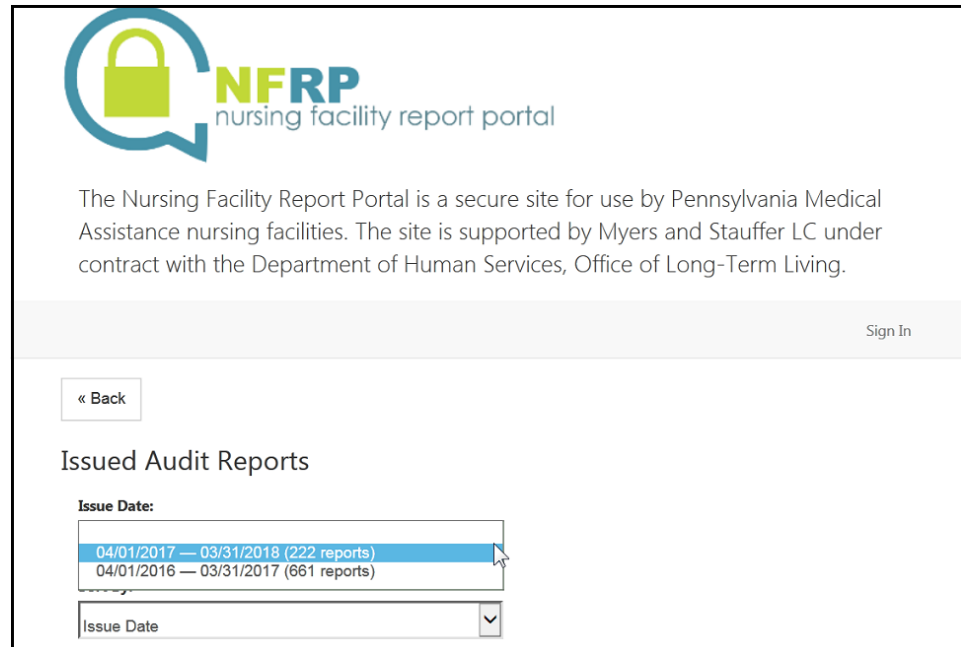 NFRP
nursing facility report portal
The Nursing Facility Report Portal is a secure site for use by Pennsylvania Medical
Assistance nursing facilities. The site is supported by Myers and Stauffer LC under
contract with the Department of Human Services, Office of Long-Term Living.
Sign In
« Back
Issued Audit Reports
Issue Date:
04/01/2017 — 03/31/2018 (222 reports)
04/01/2016 — 03/31/2017 (661 reports)
Issue Date